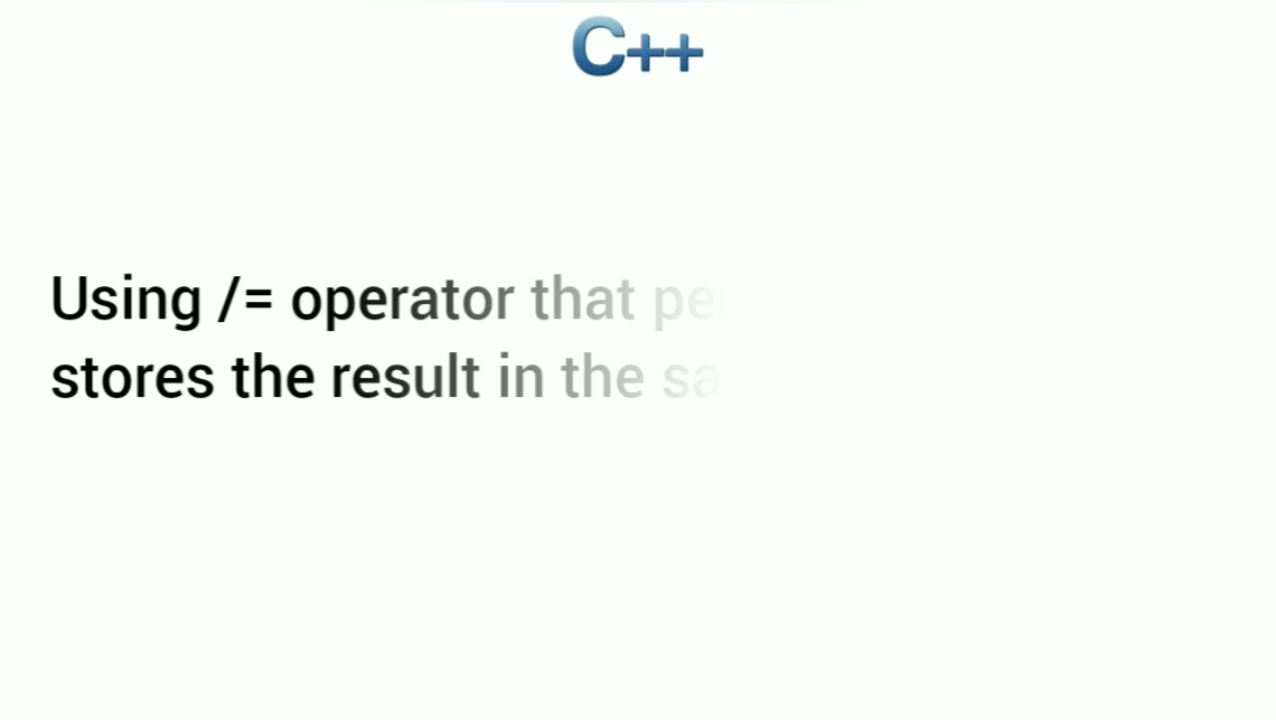 C++
Using /= operator that
stores the result in the